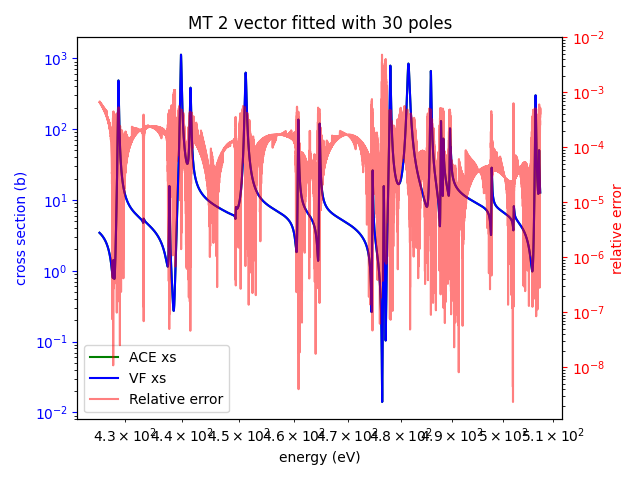 MT 2 vector fitted with 30 poles
cross section (b)
10³
10²
10¹
10⁰
10⁻¹
10⁻²
10⁻²
10⁻³
10⁻⁴
10⁻⁵
10⁻⁶
10⁻⁷
10⁻⁸
relative error
ACE xs
VF xs
Relative error
4.3 × 10² 4.4 × 10² 4.5 × 10² 4.6 × 10² 4.7 × 10² 4.8 × 10² 4.9 × 10² 5 × 10² 5.1 × 10²
energy (eV)